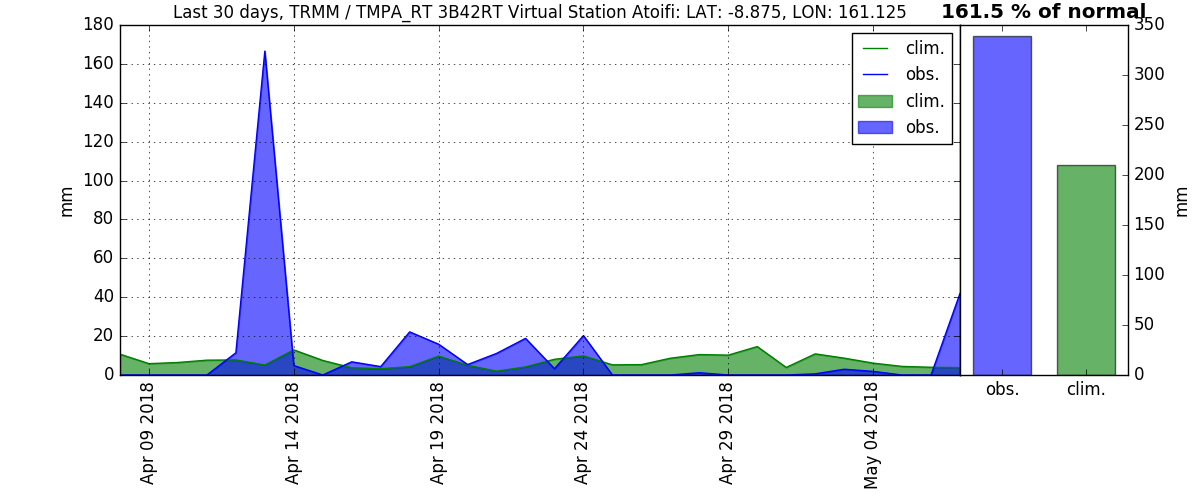 Last 30 days, TRMM / TMPA_RT 3B42RT Virtual Station Atoifi: LAT: -8.875, LON: 161.125
161.5 % of normal
mm
180
160
140
120
100
80
60
40
20
0
clim.
obs.
clim.
obs.
Apr 09 2018
Apr 14 2018
Apr 19 2018
Apr 24 2018
Apr 29 2018
May 04 2018
350
300
250
200
150
100
50
0
mm
obs.
clim.